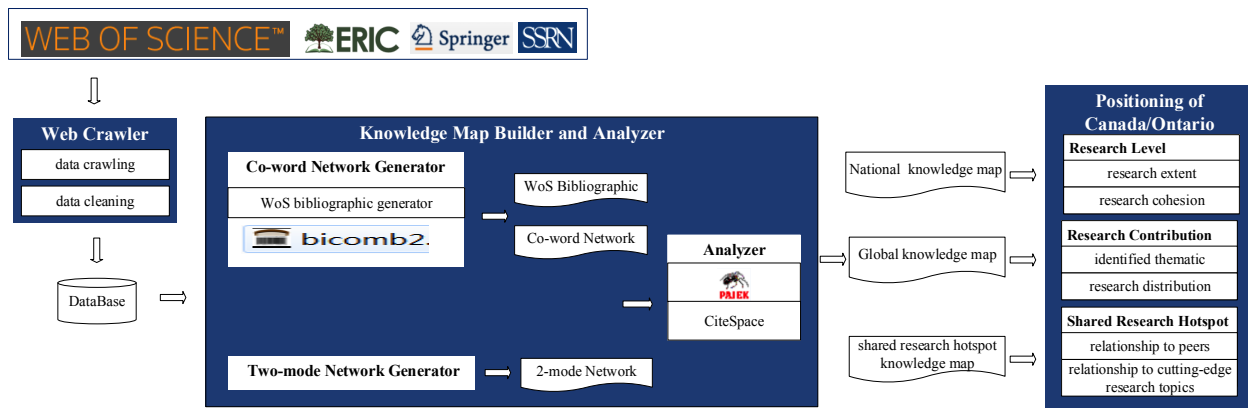 WEB OF SCIENCE™ ERIC Springer SSRN
Web Crawler
data crawling
data cleaning
DataBase
Knowledge Map Builder and Analyzer
Co-word Network Generator
WoS bibliographic generator
bicomb2.
WoS Bibliographic
Co-word Network
Analyzer
PAJEK
CiteSpace
Two-mode Network Generator
2-mode Network
National knowledge map
Global knowledge map
shared research hotspot
knowledge map
Positioning of
Canada/Ontario
Research Level
research extent
research cohesion
Research Contribution
identified thematic
research distribution
Shared Research Hotspot
relationship to peers
relationship to cutting-edge
research topics